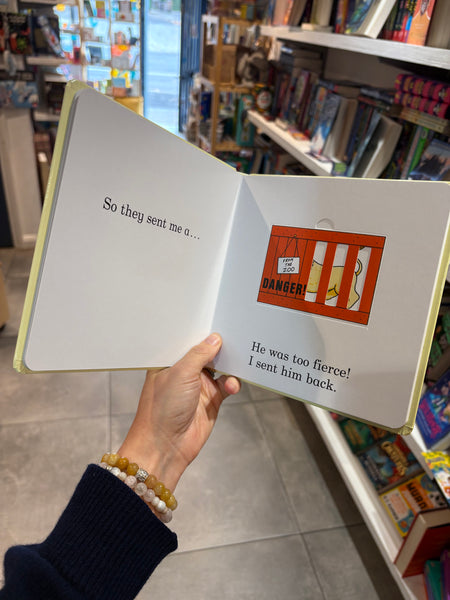 So they sent me a...
FROM
THE
ZOO
DANGER!
He was too fierce!
I sent him back.